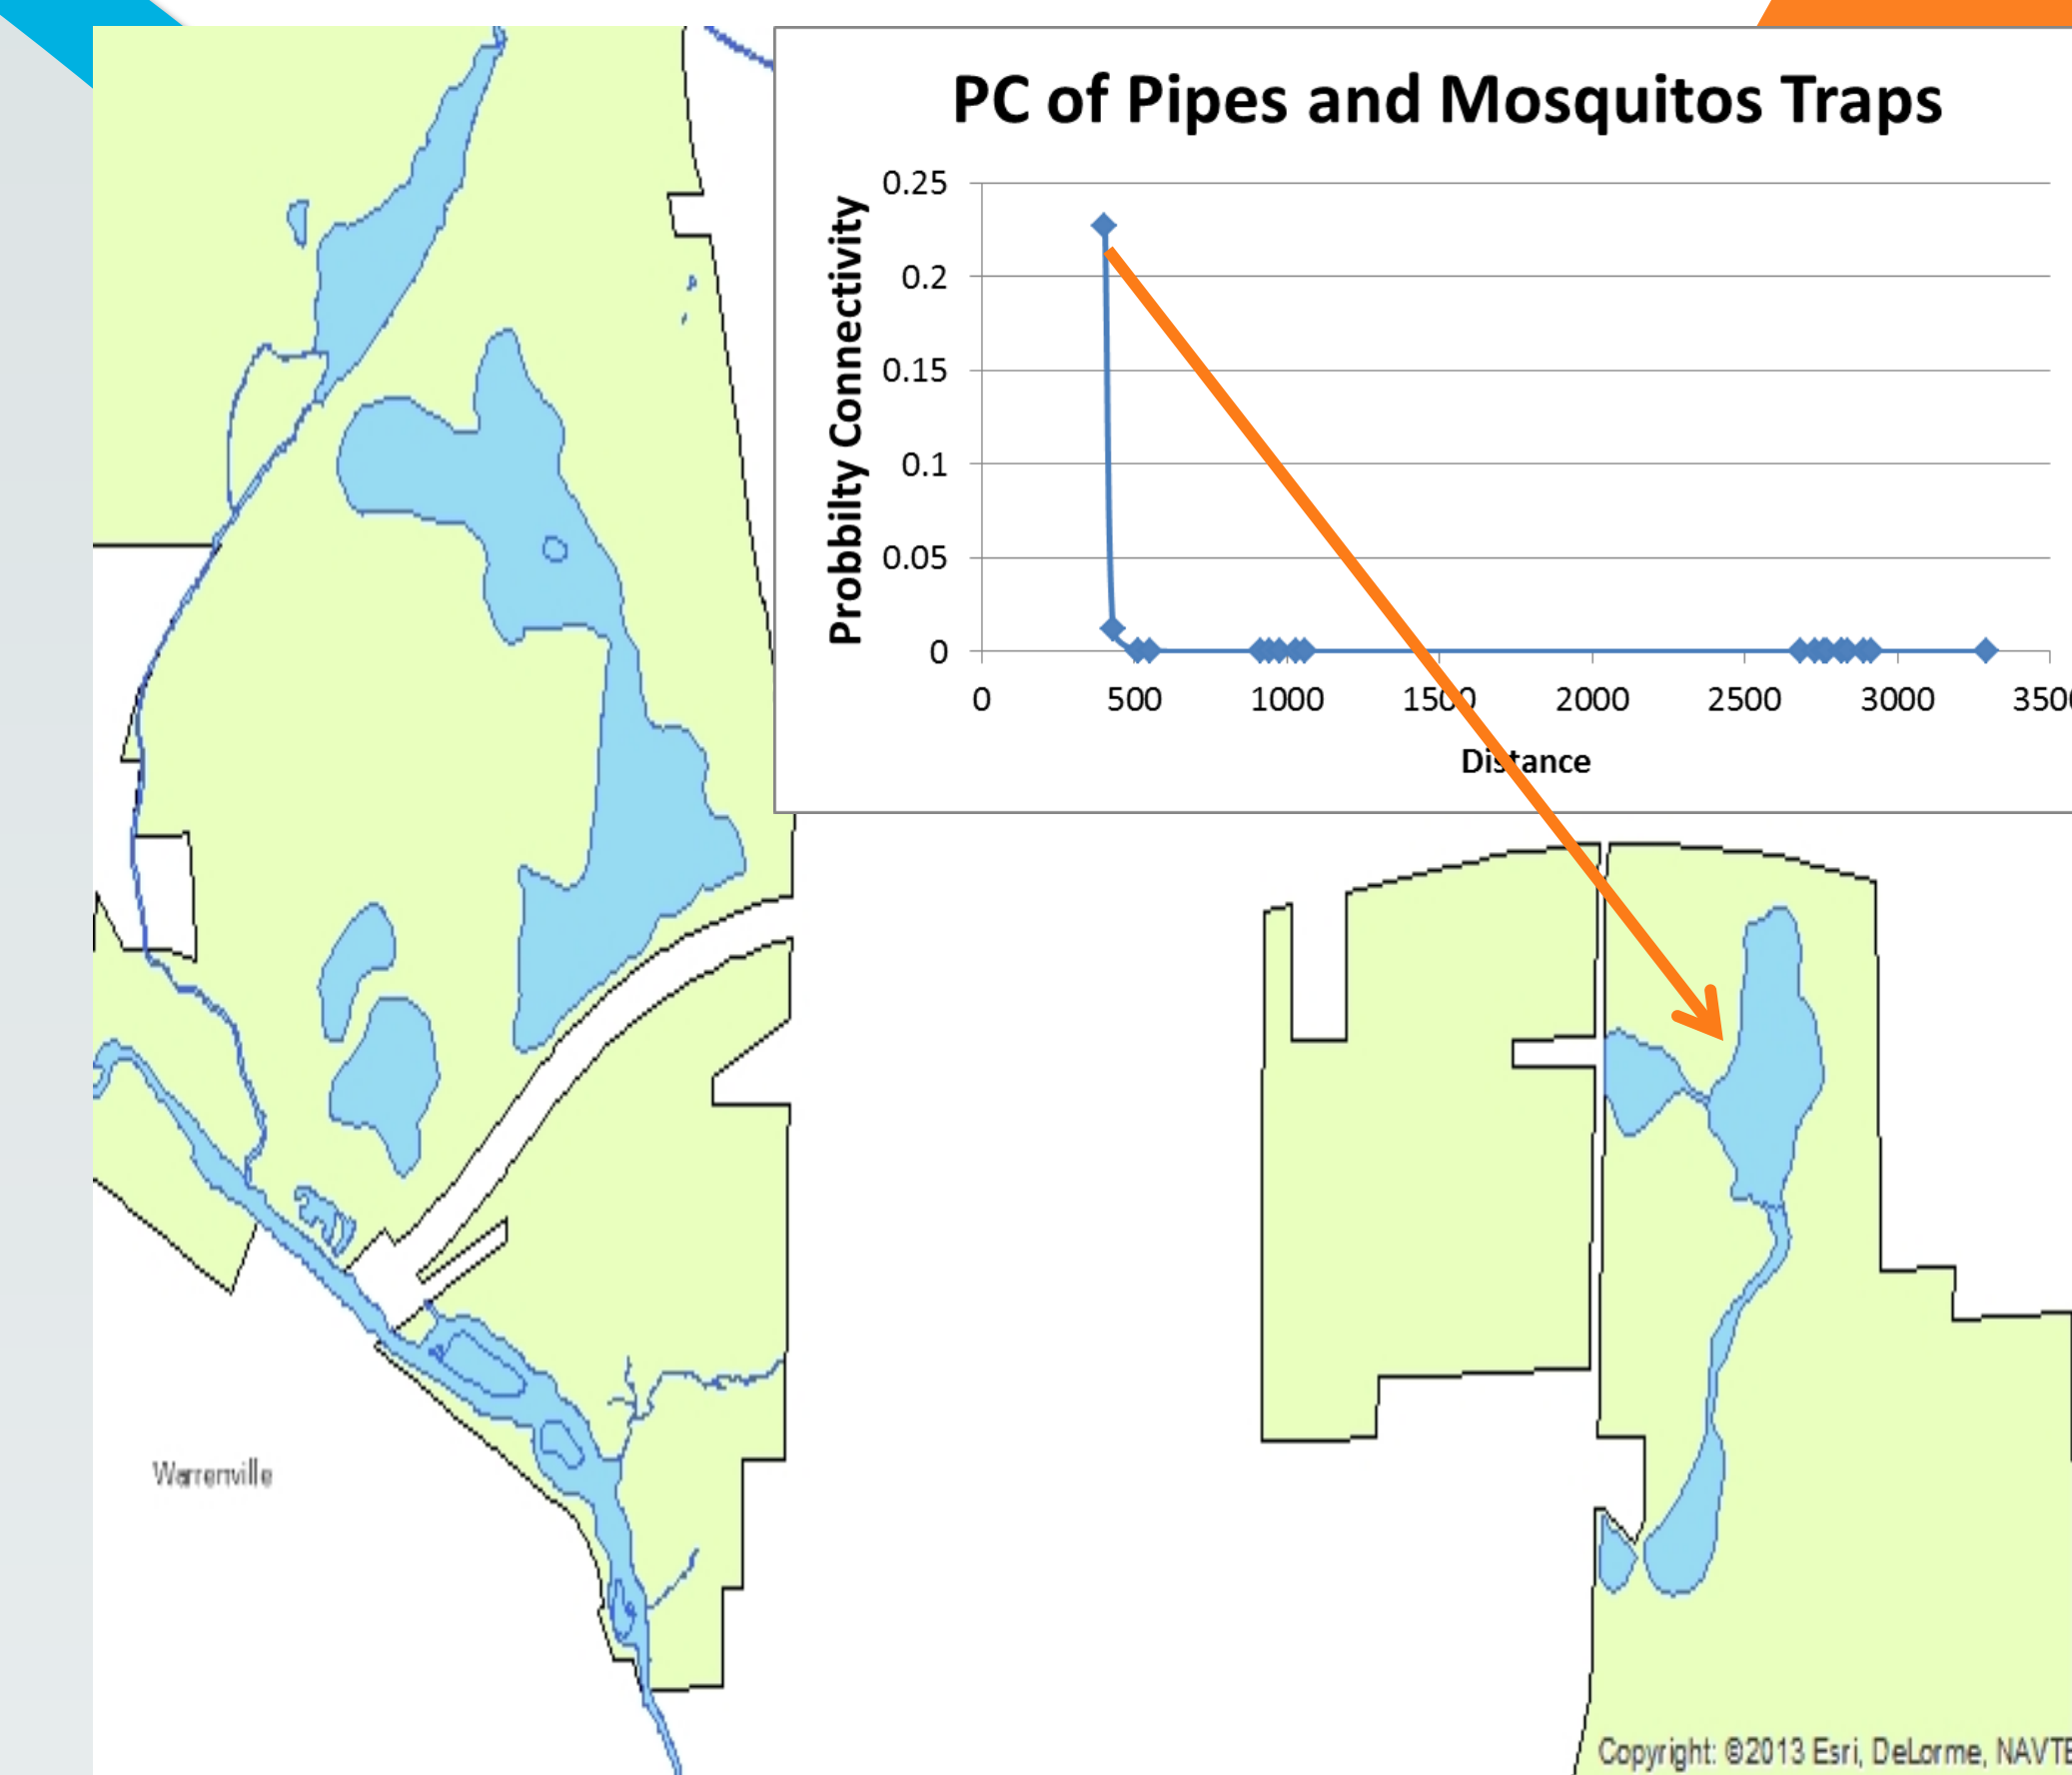 PC of Pipes and Mosquitos Traps
Probbilty Connectivity
0.25
0.2
0.15
0.1
0.05
0
0 500 1000 1500 2000 2500 3000 350
Distance
Warrenville
Copyright: ©2013 Esri, DeLorme, NAVTE